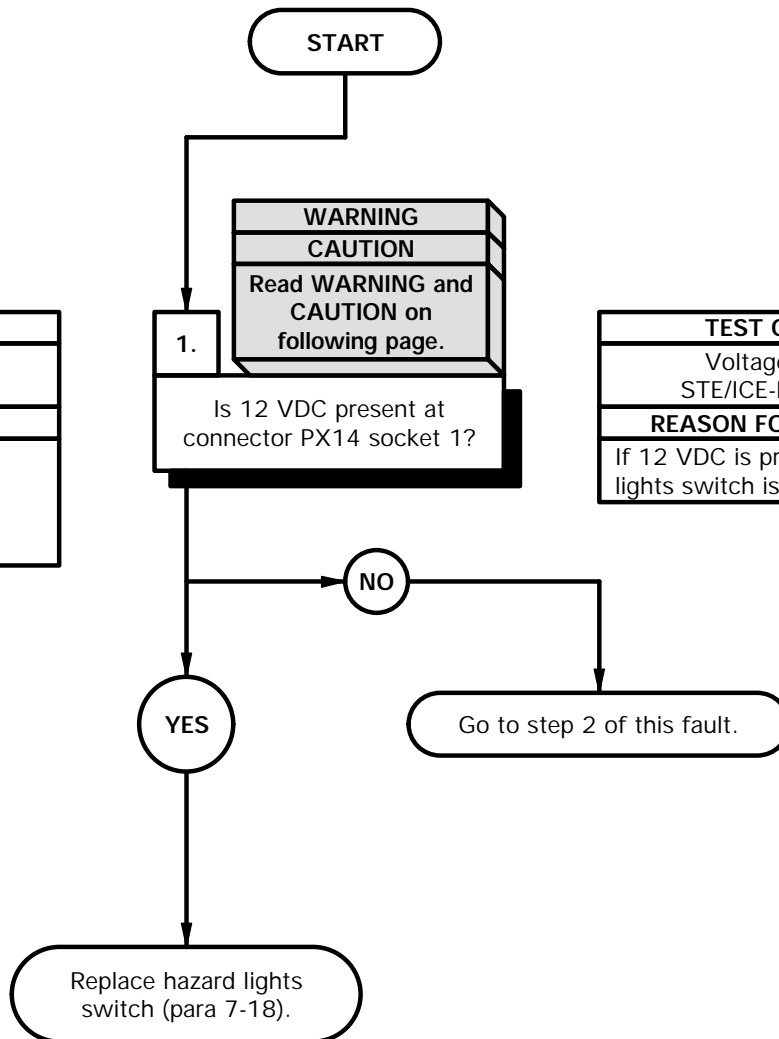 START
WARNING
CAUTION
Read WARNING and
CAUTION on
following page.
1.
Is 12 VDC present at
connector PX14 socket 1?
TEST
Voltage
STE/ICE-
REASON
If 12 VDC is
lights switch is
NO
YES
Go to step 2 of this fault.
Replace hazard lights
switch (para 7-18).